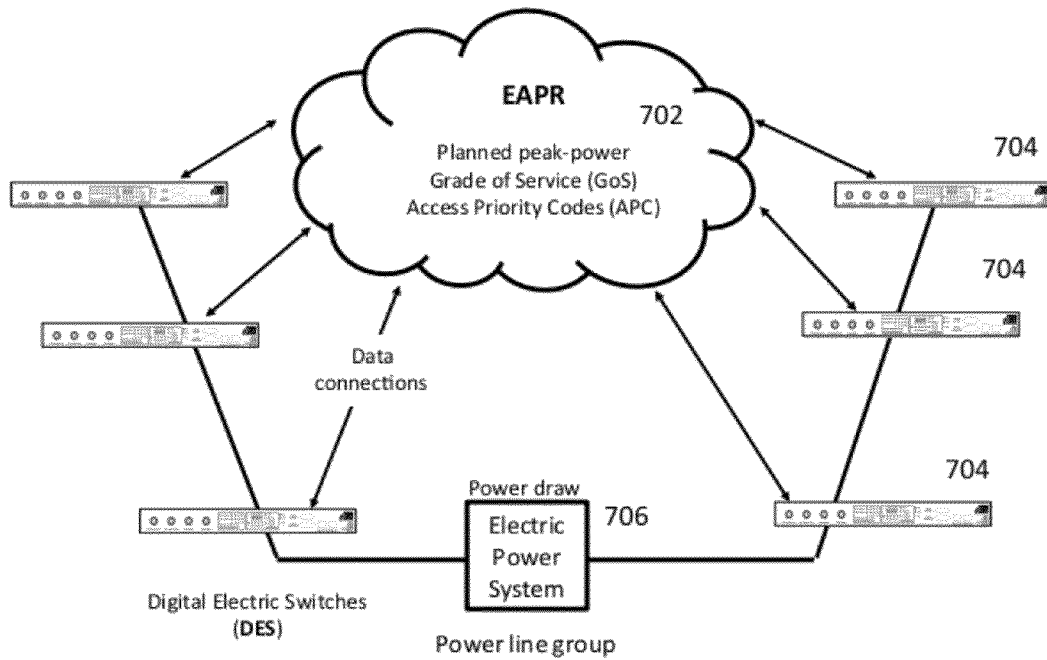 EAPR
702
Planned peak-power
Grade of Service (GoS)
Access Priority Codes (APC)
704
704
Data
connections
704
Power draw
706
Electric
Power
System
Digital Electric Switches
(DES)
Power line group